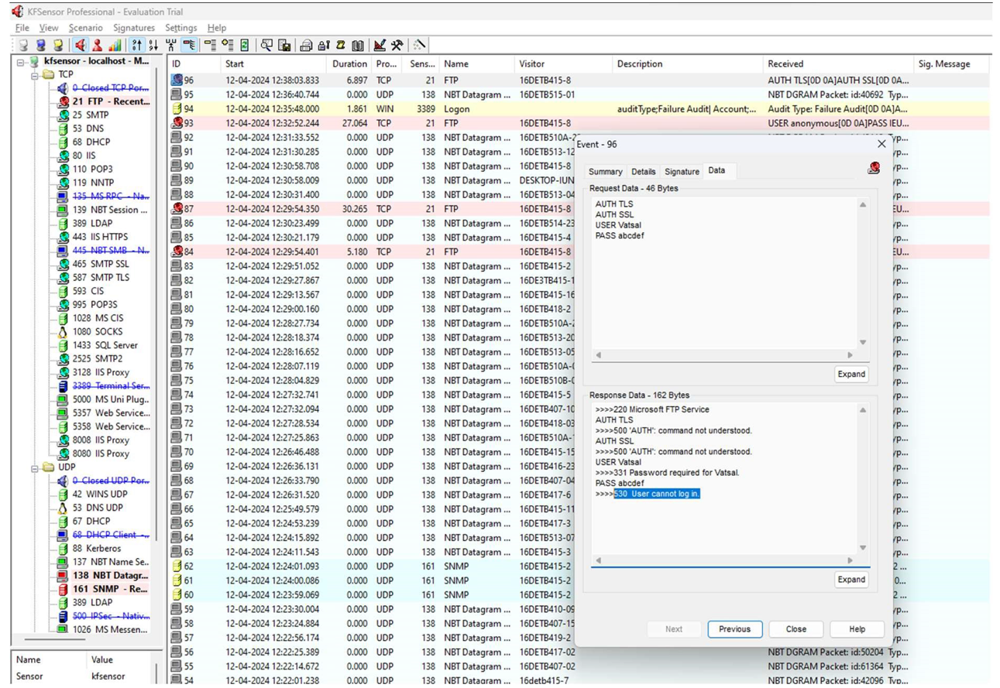 KFSensor Professional - Evaluation Trial
File View Scenario Signatures Settings Help
kfsensor - localhost - M...
TCP
0 Closed TCP Por...
21 FTP - Recent...
25 SMTP
53 DNS
68 DHCP
80 IIS
110 POP3
119 NNTP
135 MS RPC - Na...
139 NBT Session ...
389 LDAP
443 IIS HTTPS
445 NBT SMB - N...
465 SMTP SSL
587 SMTP TLS
593 CIS
995 POP3S
1028 MS CIS
1080 SOCKS
1433 SQL Server
2525 SMTP2
3128 IIS Proxy
3389 Terminal Ser...
5000 MS Uni Plug..
5357 Web Service...
5358 Web Service...
8008 IIS Proxy
8080 IIS Proxy
UDP
0 Closed UDP Por...
42 WINS UDP
53 DNS UDP
67 DHCP
68 DHCP Client -...
88 Kerberos
137 NBT Name Se..
138 NBT Datagr...
161 SNMP - Re...
389 LDAP
500 IPSec - Nativ...
1026 MS Messen...
Name Value
Sensor kfsensor
ID Start Duration Pro... Sens... Name Visitor Description Received Sig. Message
96 12-04-2024 12:38:03.833 6.897 TCP 21 FTP 16DETB415-8 AUTH TLS[0D 0A]AUTH SSL[0D 0A...
95 12-04-2024 12:36:40.744 0.000 UDP 138 NBT Datagram ... 16DETB515-01 NBT DGRAM Packet: id:40692 Typ...
94 12-04-2024 12:35:48.000 1.861 WIN 3389 Logon auditType;Failure Audit| Account;... Audit Type: Failure Audit[0D 0A]A...
93 12-04-2024 12:32:52.244 27.064 TCP 21 FTP 16DETB415-8 USER anonymous[0D 0A]PASS IEU...
92 12-04-2024 12:31:33.552 0.000 UDP 138 NBT Datagram ... yp...
91 12-04-2024 12:31:30.285 0.000 UDP 138 NBT Datagram ... 16DETB513-12 yp...
90 12-04-2024 12:30:58.708 0.000 UDP 138 NBT Datagram ... 16DETB415-8 yp...
89 12-04-2024 12:30:58.009 0.000 UDP 138 NBT Datagram ... DESKTOP-IUN yp...
88 12-04-2024 12:30:31.400 0.000 UDP 138 NBT Datagram ... 16DETB513-04 yp...
87 12-04-2024 12:29:54.350 30.265 TCP 21 FTP 16DETB415-8 EU...
86 12-04-2024 12:30:23.499 0.000 UDP 138 NBT Datagram ... 16DETB514-23 yp...
85 12-04-2024 12:30:21.179 0.000 UDP 138 NBT Datagram ... 16DETB415-4 yp...
84 12-04-2024 12:29:54.401 5.180 TCP 21 FTP 16DETB415-8 EU...
83 12-04-2024 12:29:51.052 0.000 UDP 138 NBT Datagram ... 16DETB415-2 yp...
82 12-04-2024 12:29:27.867 0.000 UDP 138 NBT Datagram ... 16DE3TB415-1 yp...
81 12-04-2024 12:29:13.567 0.000 UDP 138 NBT Datagram ... 16DETB415-16 yp...
80 12-04-2024 12:29:00.160 0.000 UDP 138 NBT Datagram ... 16DETB418-2 yp...
79 12-04-2024 12:28:27.734 0.000 UDP 138 NBT Datagram ... 16DETB510A-2 yp...
78 12-04-2024 12:28:18.374 0.000 UDP 138 NBT Datagram ... 16DETB513-20 yp...
77 12-04-2024 12:28:16.652 0.000 UDP 138 NBT Datagram ... 16DETB513-05 yp...
76 12-04-2024 12:28:07.119 0.000 UDP 138 NBT Datagram ... 16DETB510A-0 yp...
75 12-04-2024 12:28:04.829 0.000 UDP 138 NBT Datagram ... 16DETB510B-0 yp...
74 12-04-2024 12:27:32.741 0.000 UDP 138 NBT Datagram ... 16DETB415-5 yp...
73 12-04-2024 12:27:32.094 0.000 UDP 138 NBT Datagram ... 16DETB407-10 yp...
72 12-04-2024 12:27:28.534 0.000 UDP 138 NBT Datagram ... 16DETB418-03 yp...
71 12-04-2024 12:27:25.863 0.000 UDP 138 NBT Datagram ... 16DETB510A-1 yp...
70 12-04-2024 12:26:46.488 0.000 UDP 138 NBT Datagram ... 16DETB415-15 yp...
69 12-04-2024 12:26:36.131 0.000 UDP 138 NBT Datagram ... 16DETB416-23 yp...
68 12-04-2024 12:26:33.790 0.000 UDP 138 NBT Datagram ... 16DETB407-04 yp...
67 12-04-2024 12:26:31.520 0.000 UDP 138 NBT Datagram ... 16DETB417-6 yp...
66 12-04-2024 12:25:49.579 0.000 UDP 138 NBT Datagram ... 16DETB415-11 yp...
65 12-04-2024 12:24:53.239 0.000 UDP 138 NBT Datagram ... 16DETB417-3 yp...
64 12-04-2024 12:24:15.892 0.000 UDP 138 NBT Datagram ... 16DETB513-07 yp...
63 12-04-2024 12:24:11.543 0.000 UDP 138 NBT Datagram ... 16DETB415-3 yp...
62 12-04-2024 12:24:01.093 0.000 UDP 161 SNMP 16DETB415-2 2 ...
61 12-04-2024 12:24:00.086 0.000 UDP 161 SNMP 16DETB415-2 0...
60 12-04-2024 12:23:59.069 0.000 UDP 161 SNMP 16DETB415-2 2 ...
59 12-04-2024 12:23:30.004 0.000 UDP 138 NBT Datagram ... 16DETB410-09 yp...
58 12-04-2024 12:23:24.884 0.000 UDP 138 NBT Datagram ... 16DETB407-15 yp...
57 12-04-2024 12:22:56.174 0.000 UDP 138 NBT Datagram ... 16DETB419-2 yp...
56 12-04-2024 12:22:25.389 0.000 UDP 138 NBT Datagram ... 16DETB417-02 NBT DGRAM Packet: id:50204 Typ...
55 12-04-2024 12:22:14.672 0.000 UDP 138 NBT Datagram ... 16DETB407-02 NBT DGRAM Packet: id:61364 Typ...
54 12-04-2024 12:22:01.238 0.000 UDP 138 NBT Datagram ... 16detb415-7 NBT DGRAM Packet: id:42096 Typ...
Event - 96
Summary Details Signature Data
Request Data - 46 Bytes
AUTH TLS
AUTH SSL
USER Vatsal
PASS abcdef
Expand
Response Data - 162 Bytes
>>>>220 Microsoft FTP Service
AUTH TLS
>>>>500 'AUTH': command not understood.
AUTH SSL
>>>>500 'AUTH': command not understood.
USER Vatsal
>>>>331 Password required for Vatsal.
PASS abcdef
>>>>530 User cannot log in.
Expand
Next Previous Close Help